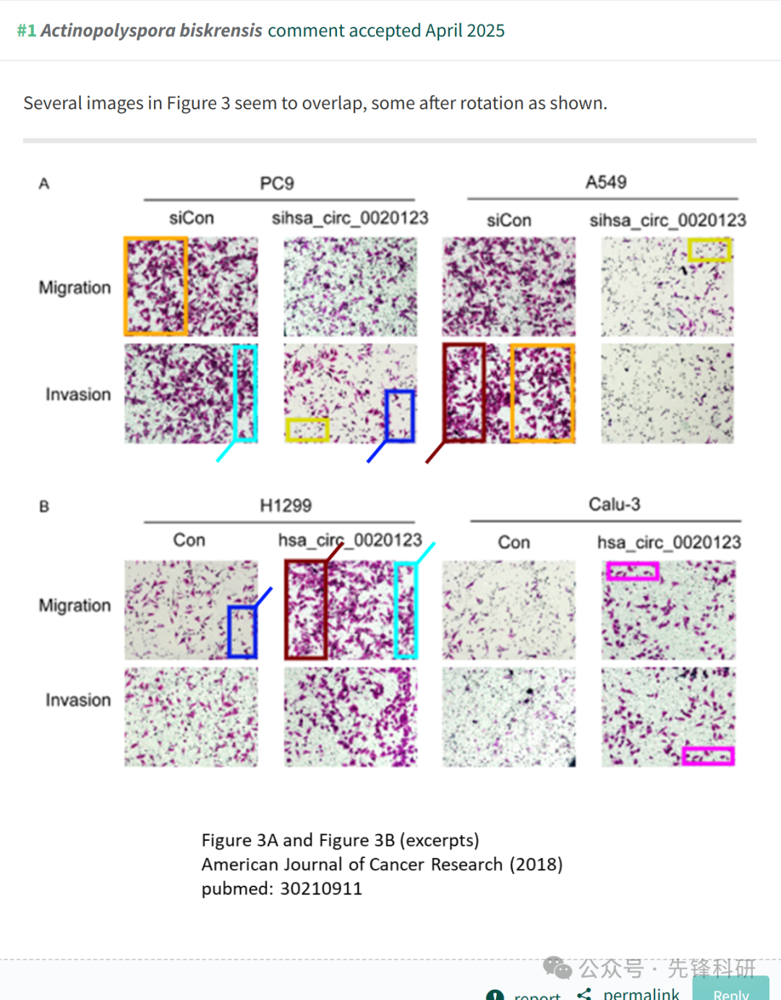 #1 Actinopolyspora biskrensis comment accepted April 2025
Several images in Figure 3 seem to overlap, some after rotation as shown.
A
PC9
A549
siCon
sihsa_circ_0020123
siCon
sihsa_circ_0020123
Migration
Invasion
B
H1299
Calu-3
Con
hsa_circ_0020123
Con
hsa_circ_0020123
Migration
Invasion
Figure 3A and Figure 3B (excerpts)
American Journal of Cancer Research (2018)
pubmed: 30210911
公众号 · 先锋科研
report
permalink
Reply